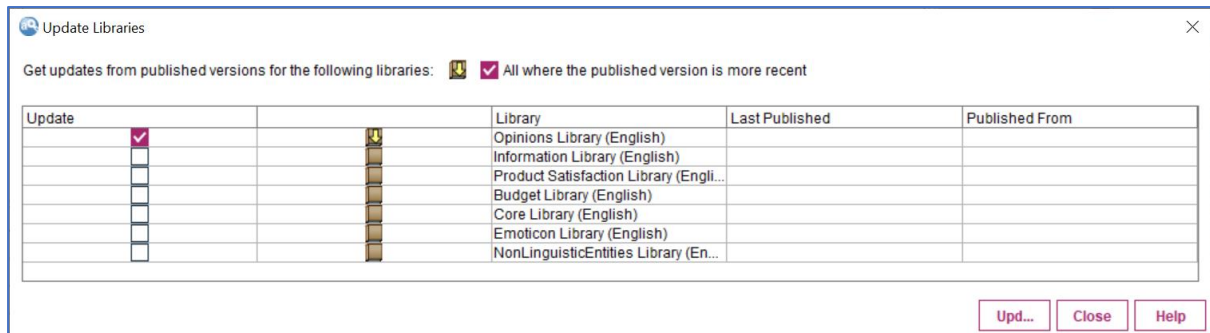 Update Libraries
Get updates from published versions for the following libraries: All where the published version is more recent
Update Library Last Published Published From
Opinions Library (English)
Information Library (English)
Product Satisfaction Library (Engli...
Budget Library (English)
Core Library (English)
Emoticon Library (English)
NonLinguisticEntities Library (En...
Upd... Close Help